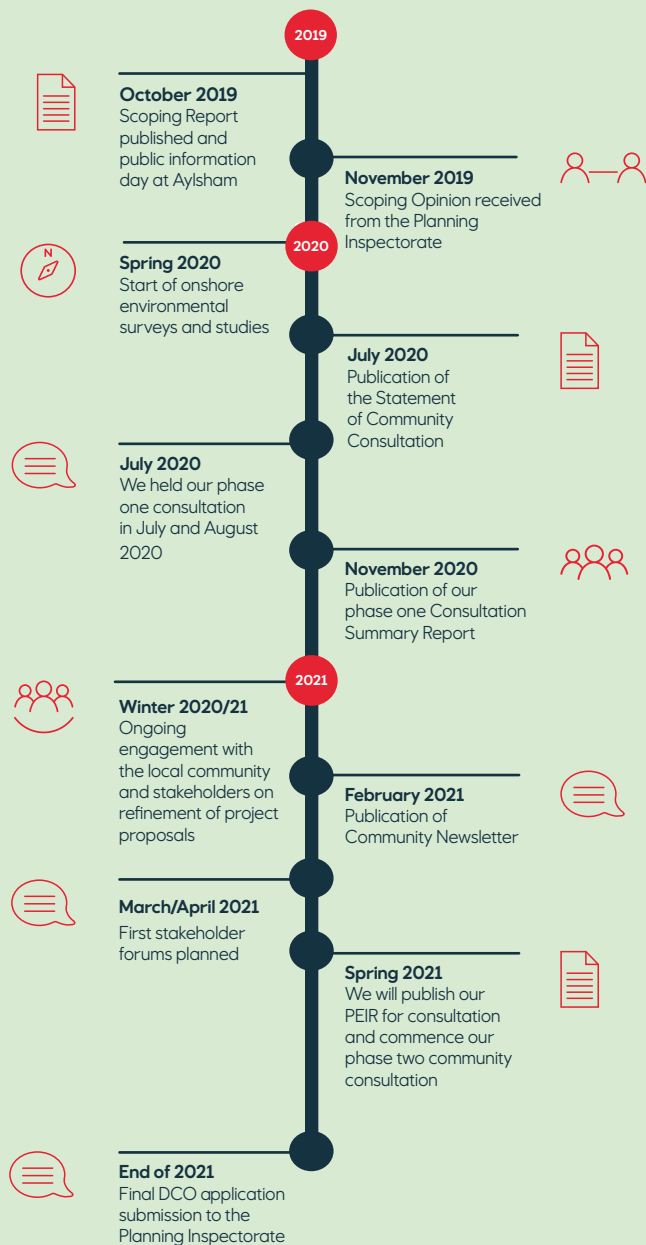 2019
October 2019
Scoping Report
published and
public information
day at Aylsham
November 2019
Scoping Opinion received
from the Planning
Inspectorate
2020
N
Spring 2020
Start of onshore
environmental
surveys and studies
July 2020
Publication of
the Statement
of Community
Consultation
July 2020
We held our phase
one consultation
in July and August
2020
November 2020
Publication of our
phase one Consultation
Summary Report
2021
Winter 2020/21
Ongoing
engagement with
the local community
and stakeholders on
refinement of project
proposals
February 2021
Publication of
Community Newsletter
March/April 2021
First stakeholder
forums planned
Spring 2021
We will publish our
PEIR for consultation
and commence our
phase two community
consultation
End of 2021
Final DCO application
submission to the
Planning Inspectorate